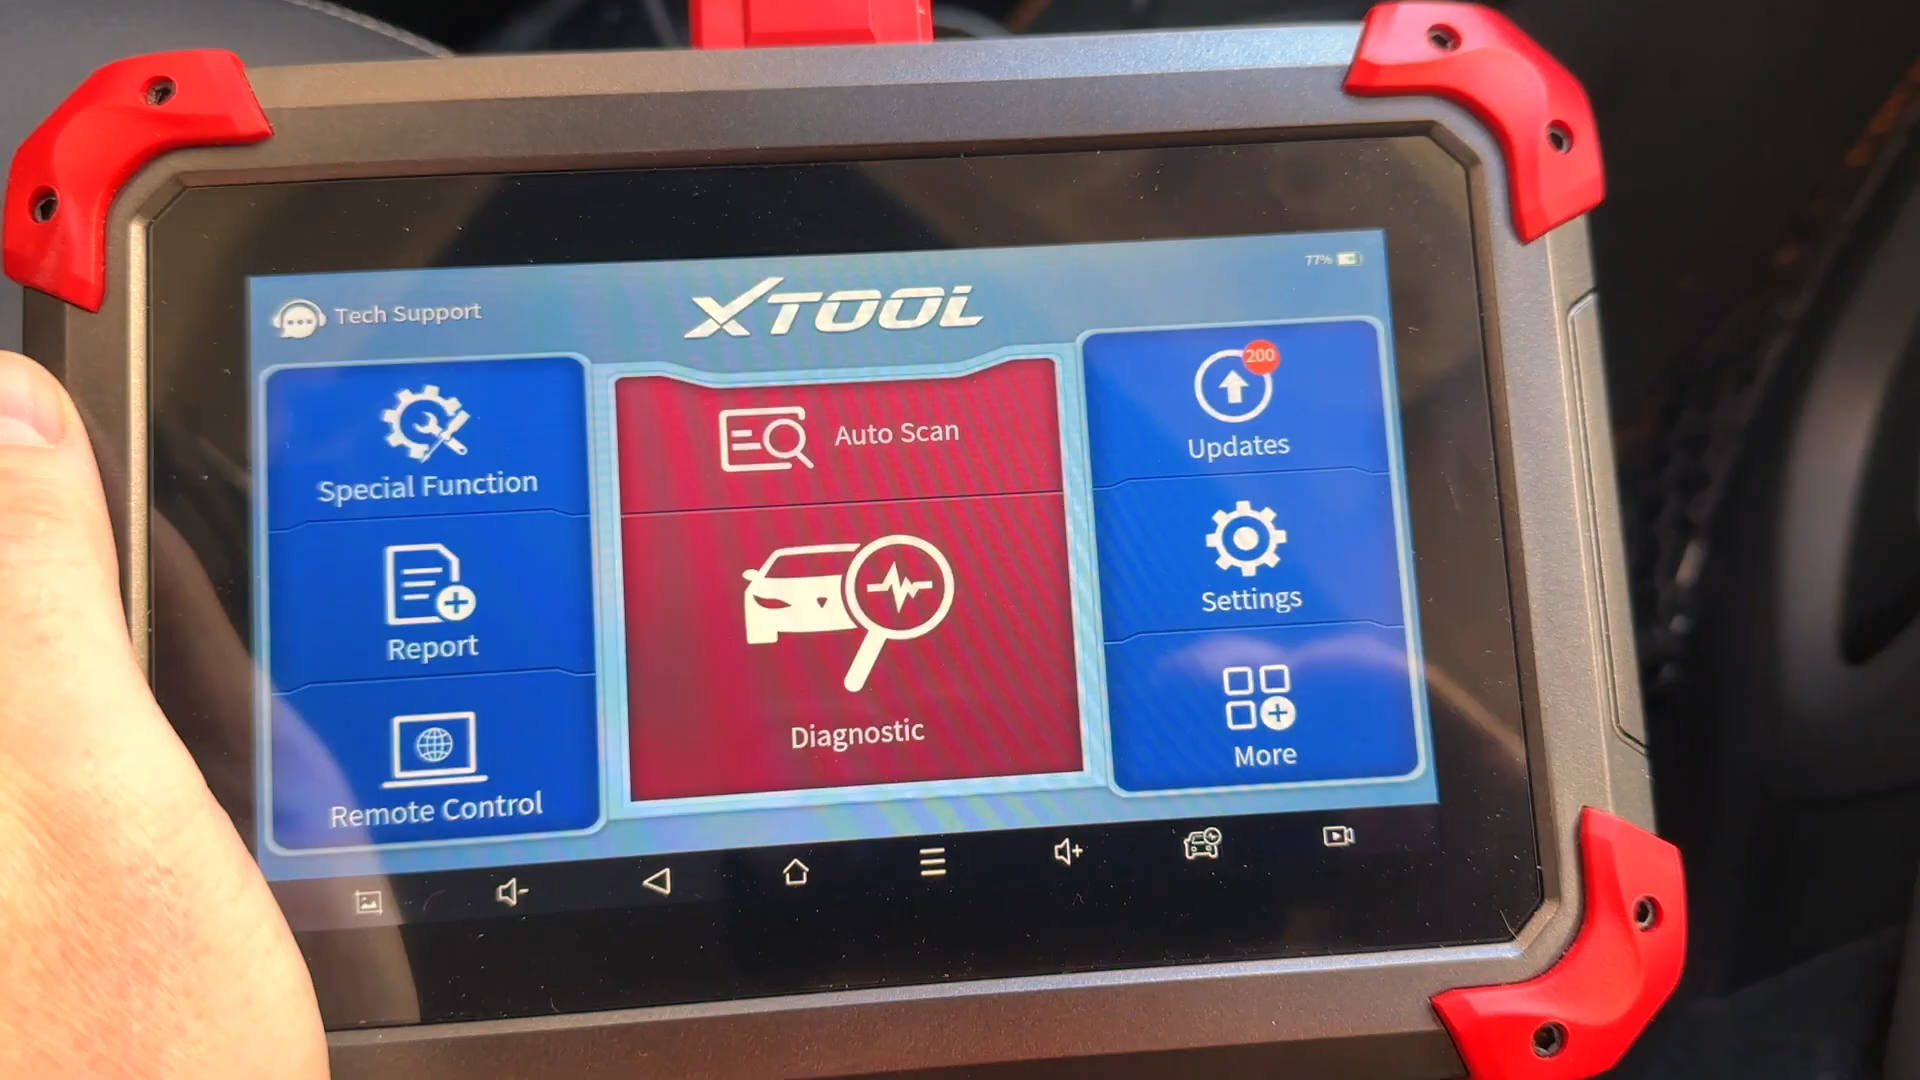 77%
Tech Support
XTOOL
Special Function
Report
Remote Control
Auto Scan
Diagnostic
200
Updates
Settings
More